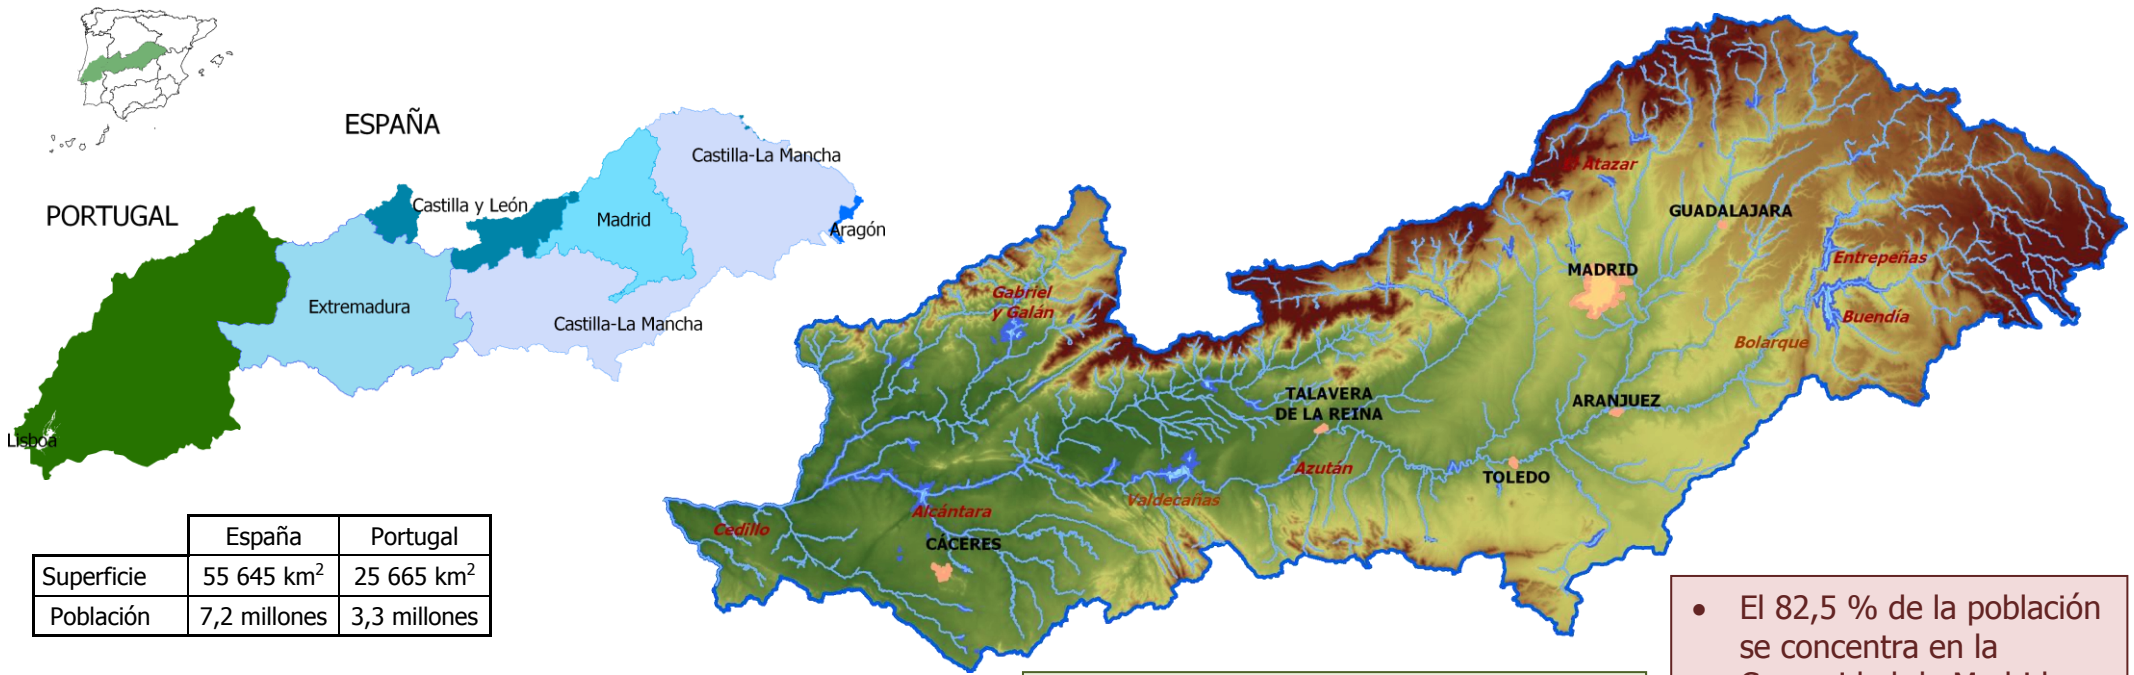 ESPAÑA
PORTUGAL
Castilla-La Mancha
Castilla y León
Madrid
Aragón
Extremadura
Castilla-La Mancha
Lisboa
España Portugal
Superficie 55 645 km² 25 665 km²
Población 7,2 millones 3,3 millones
El Atazar
GUADALAJARA
MADRID
Entrepeñas
Gabriel
y Galán
Buendía
Bolarque
TALAVERA
DE LA REINA
ARANJUEZ
Azután
TOLEDO
Valdecañas
Alcántara
Cedillo
CÁCERES
• El 82,5 % de la población
se concentra en la